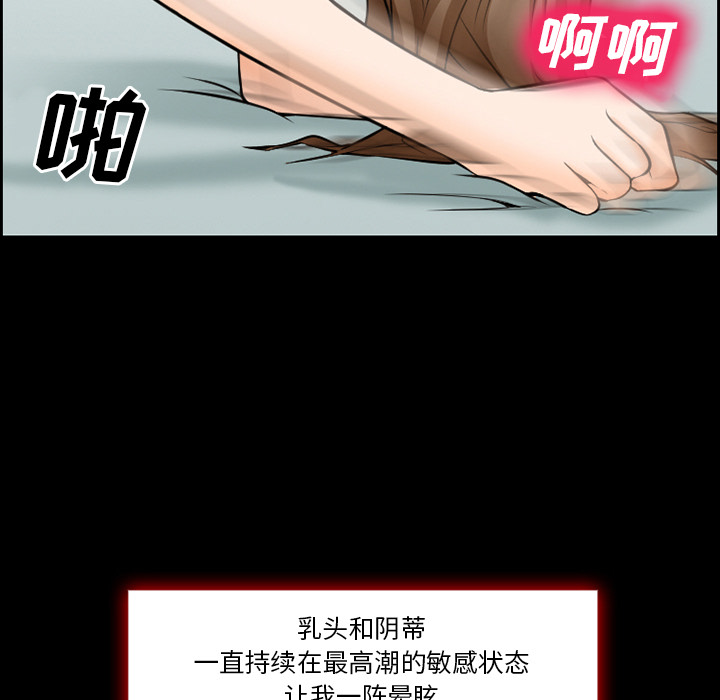 啊啊
啪
乳头和阴蒂
一直持续在最高潮的敏感状态
让我一阵晕眩